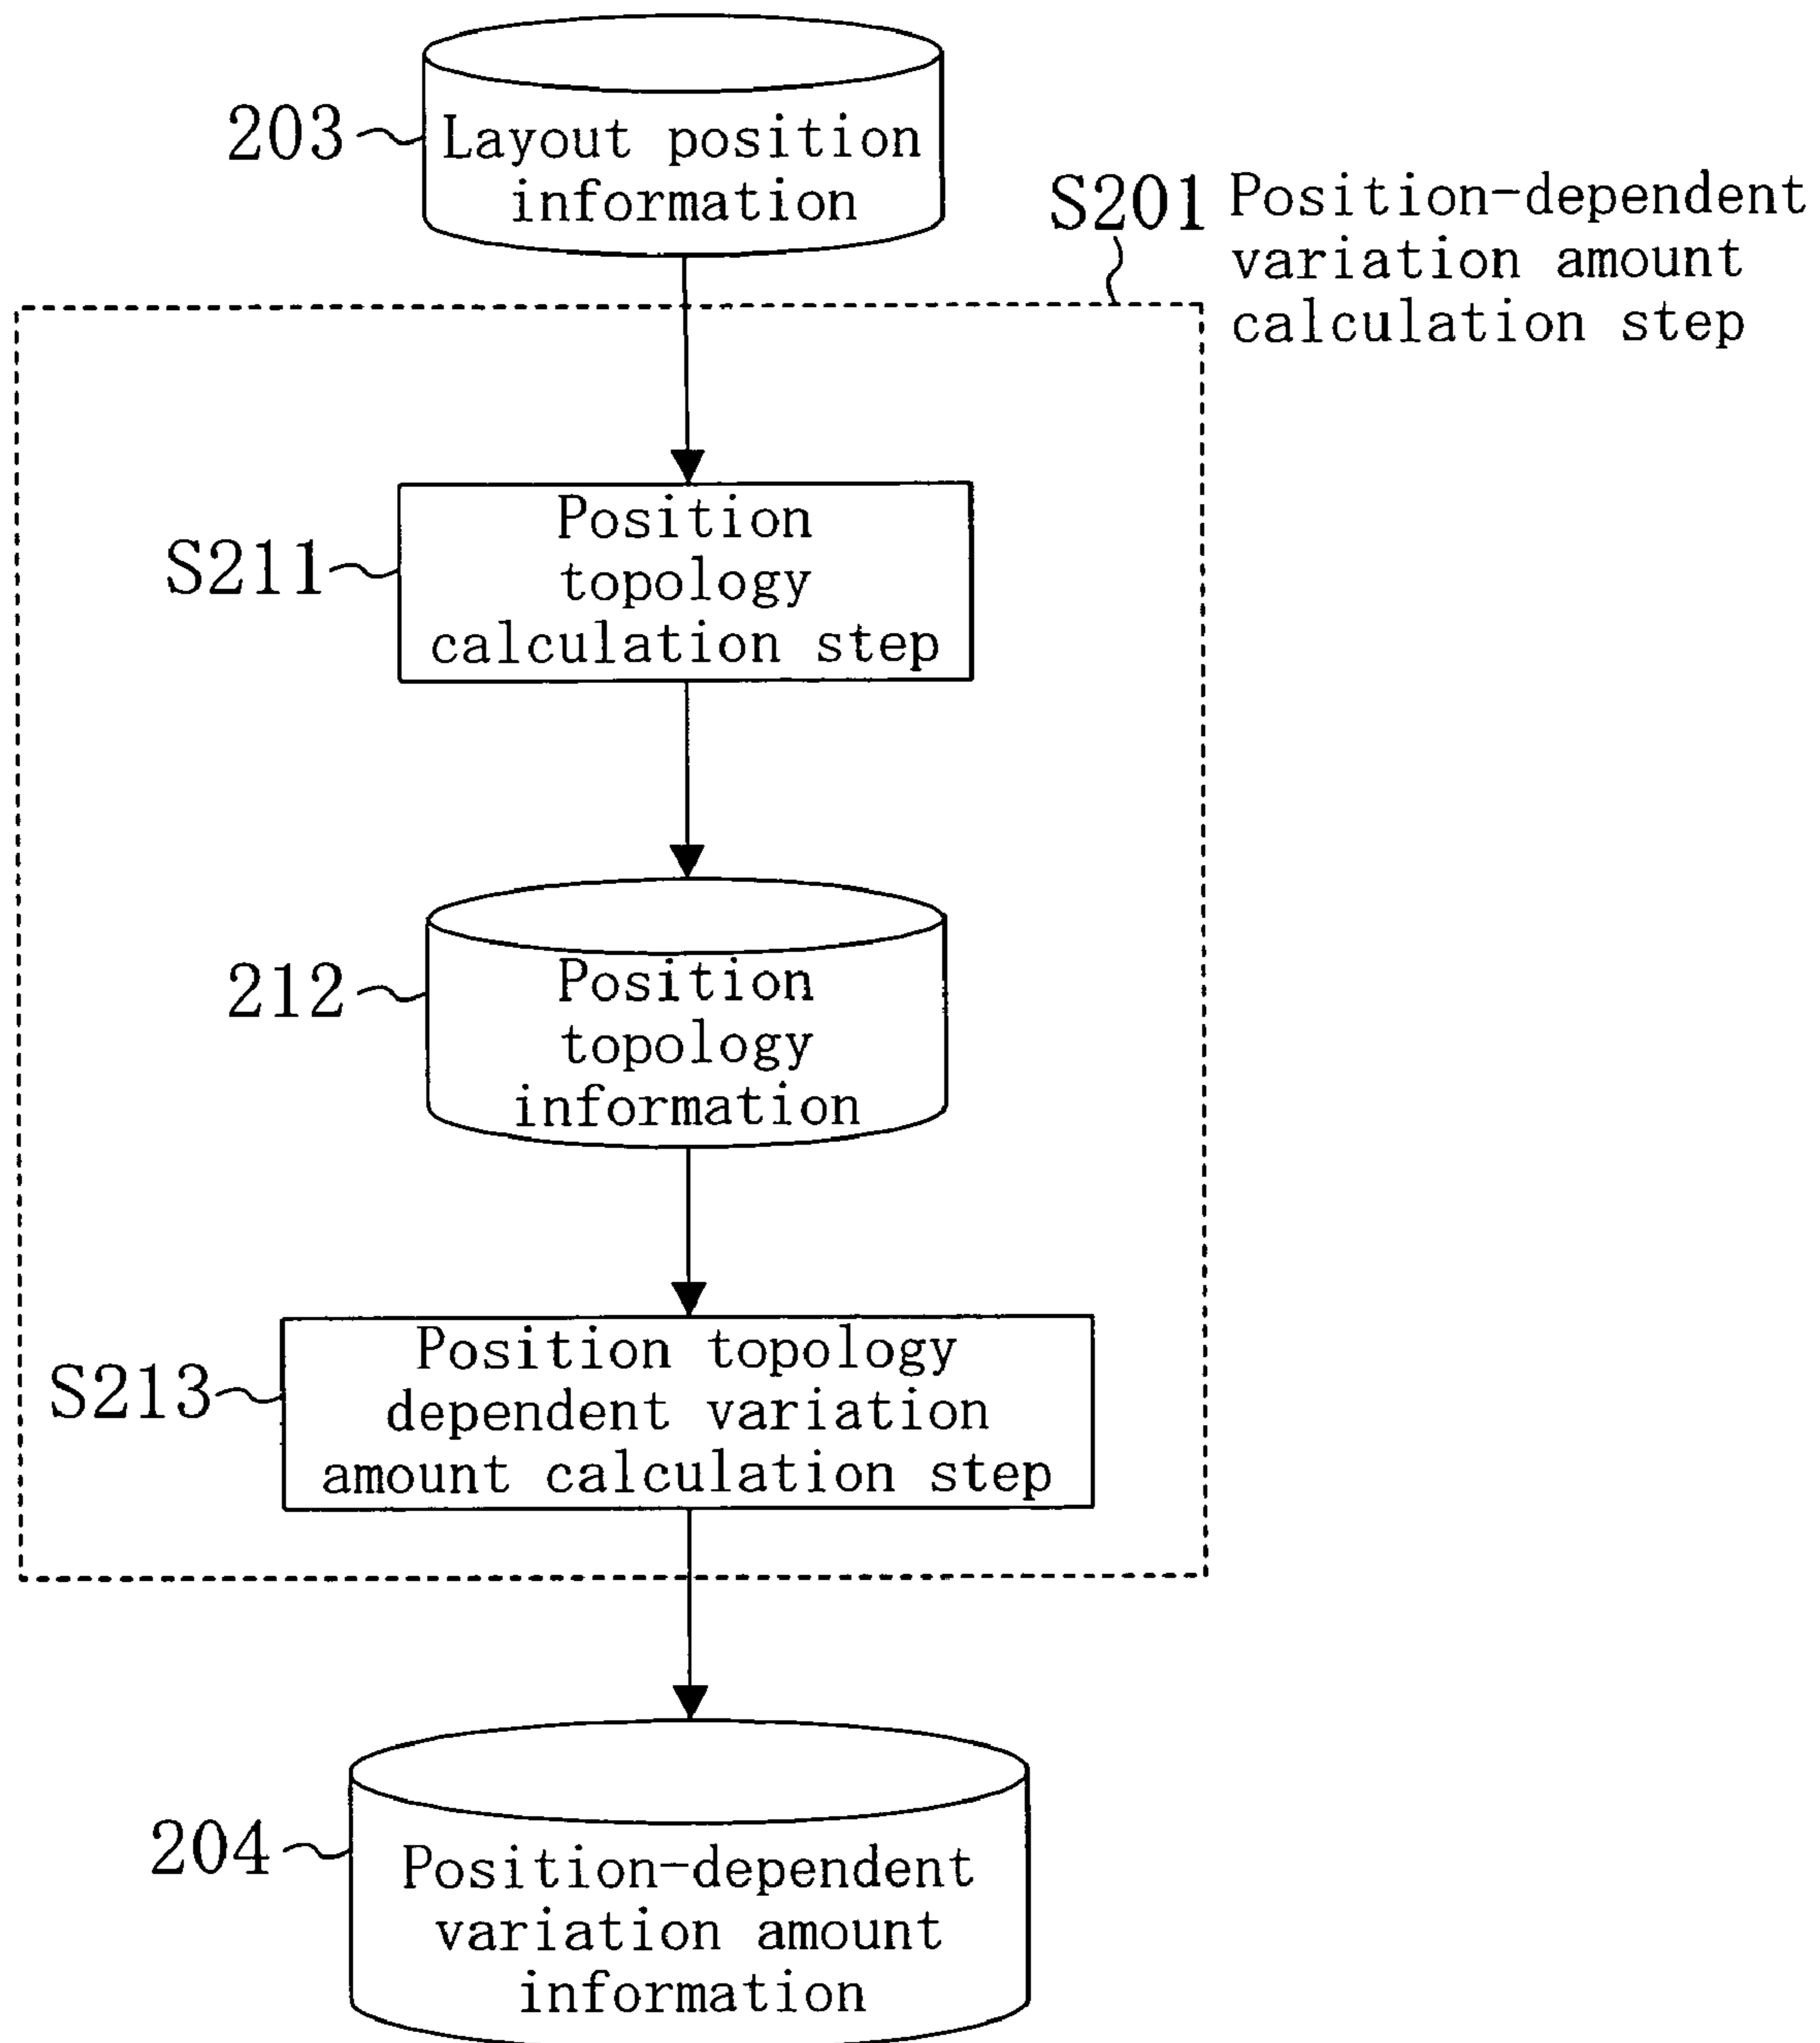 203
Layout position
information
S201 Position-dependent
variation amount
calculation step
S211
Position
topology
calculation step
212
Position
topology
information
S213
Position topology
dependent variation
amount calculation step
204
Position-dependent
variation amount
information